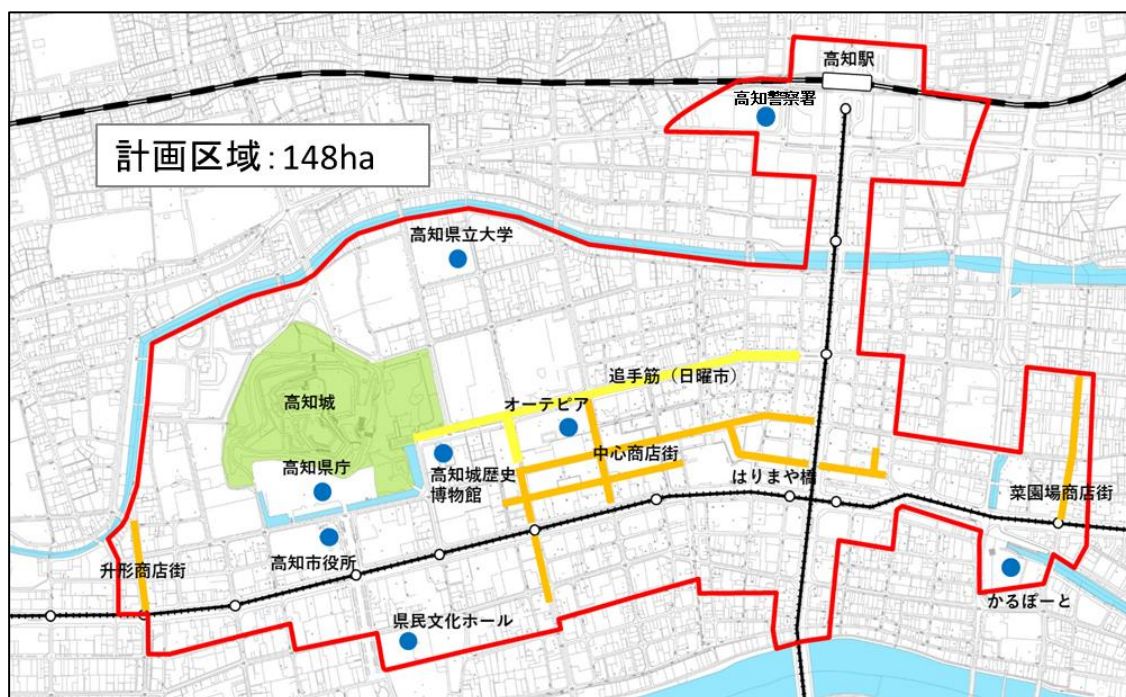 高知駅
高知警察署
計画区域：148ha
高知県立大学
追手筋（日曜市）
高知城
オーテピア
中心商店街
高知県庁
高知城歴史
博物館
はりまや橋
菜園場商店街
高知市役所
升形商店街
かるぽーと
県民文化ホール